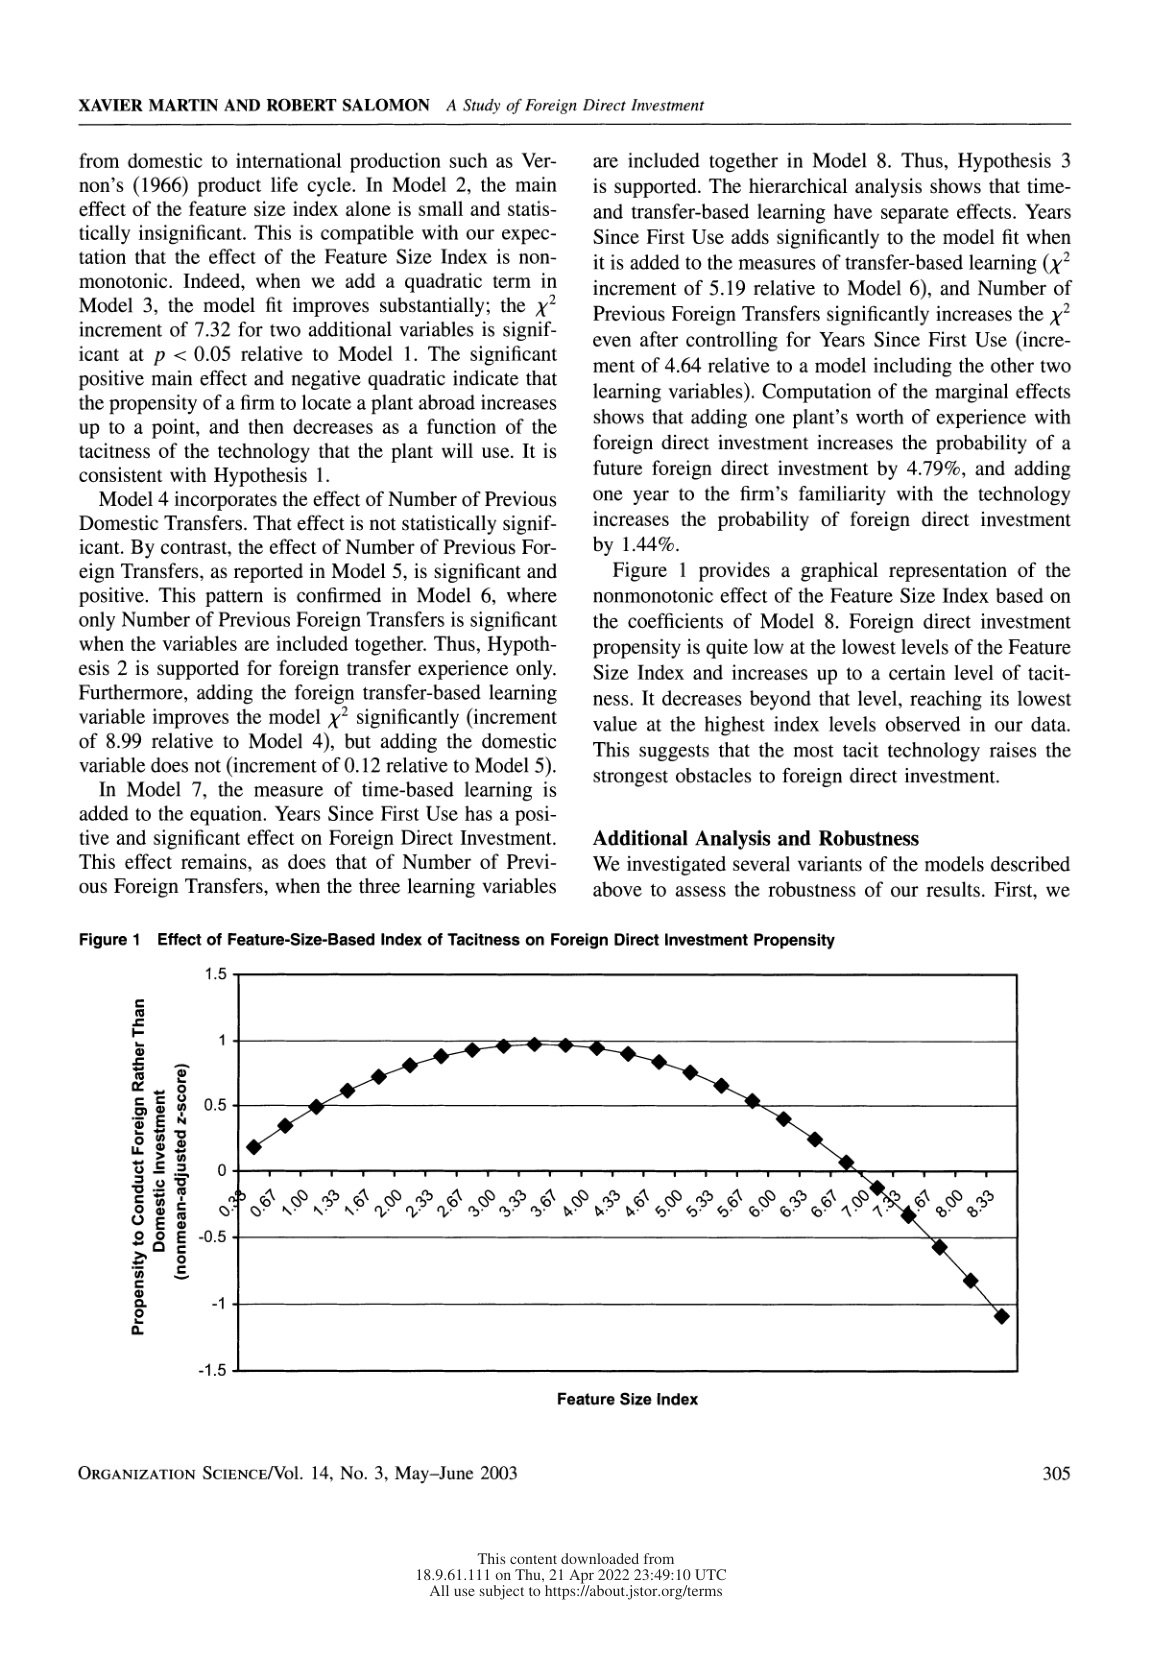 XAVIER MARTIN AND ROBERT SALOMON A Study of Foreign Direct Investment
from domestic to international production such as Ver-
non's (1966) product life cycle. In Model 2, the main
effect of the feature size index alone is small and statis-
tically insignificant. This is compatible with our expec-
tation that the effect of the Feature Size Index is non-
monotonic. Indeed, when we add a quadratic term in
Model 3, the model fit improves substantially; the χ²
increment of 7.32 for two additional variables is signif-
icant at p < 0.05 relative to Model 1. The significant
positive main effect and negative quadratic indicate that
the propensity of a firm to locate a plant abroad increases
up to a point, and then decreases as a function of the
tacitness of the technology that the plant will use. It is
consistent with Hypothesis 1.
Model 4 incorporates the effect of Number of Previous
Domestic Transfers. That effect is not statistically signif-
icant. By contrast, the effect of Number of Previous For-
eign Transfers, as reported in Model 5, is significant and
positive. This pattern is confirmed in Model 6, where
only Number of Previous Foreign Transfers is significant
when the variables are included together. Thus, Hypoth-
esis 2 is supported for foreign transfer experience only.
Furthermore, adding the foreign transfer-based learning
variable improves the model χ² significantly (increment
of 8.99 relative to Model 4), but adding the domestic
variable does not (increment of 0.12 relative to Model 5).
In Model 7, the measure of time-based learning is
added to the equation. Years Since First Use has a posi-
tive and significant effect on Foreign Direct Investment.
This effect remains, as does that of Number of Previ-
ous Foreign Transfers, when the three learning variables
are included together in Model 8. Thus, Hypothesis 3
is supported. The hierarchical analysis shows that time-
and transfer-based learning have separate effects. Years
Since First Use adds significantly to the model fit when
it is added to the measures of transfer-based learning (χ²
increment of 5.19 relative to Model 6), and Number of
Previous Foreign Transfers significantly increases the χ²
even after controlling for Years Since First Use (incre-
ment of 4.64 relative to a model including the other two
learning variables). Computation of the marginal effects
shows that adding one plant's worth of experience with
foreign direct investment increases the probability of a
future foreign direct investment by 4.79%, and adding
one year to the firm's familiarity with the technology
increases the probability of foreign direct investment
by 1.44%.
Figure 1 provides a graphical representation of the
nonmonotonic effect of the Feature Size Index based on
the coefficients of Model 8. Foreign direct investment
propensity is quite low at the lowest levels of the Feature
Size Index and increases up to a certain level of tacit-
ness. It decreases beyond that level, reaching its lowest
value at the highest index levels observed in our data.
This suggests that the most tacit technology raises the
strongest obstacles to foreign direct investment.
Additional Analysis and Robustness
We investigated several variants of the models described
above to assess the robustness of our results. First, we
Figure 1 Effect of Feature-Size-Based Index of Tacitness on Foreign Direct Investment Propensity
Propensity to Conduct Foreign Rather Than
Domestic Investment
(nonmean-adjusted z-score)
1.5
1
0.5
0
-0.5
-1
-1.5
0.33 0.67 1.00 1.33 1.67 2.00 2.33 2.67 3.00 3.33 3.67 4.00 4.33 4.67 5.00 5.33 5.67 6.00 6.33 6.67 7.00 7.33 .67 8.00 8.33
Feature Size Index
ORGANIZATION SCIENCE/Vol. 14, No. 3, May–June 2003
305
This content downloaded from
18.9.61.111 on Thu, 21 Apr 2022 23:49:10 UTC
All use subject to https://about.jstor.org/terms